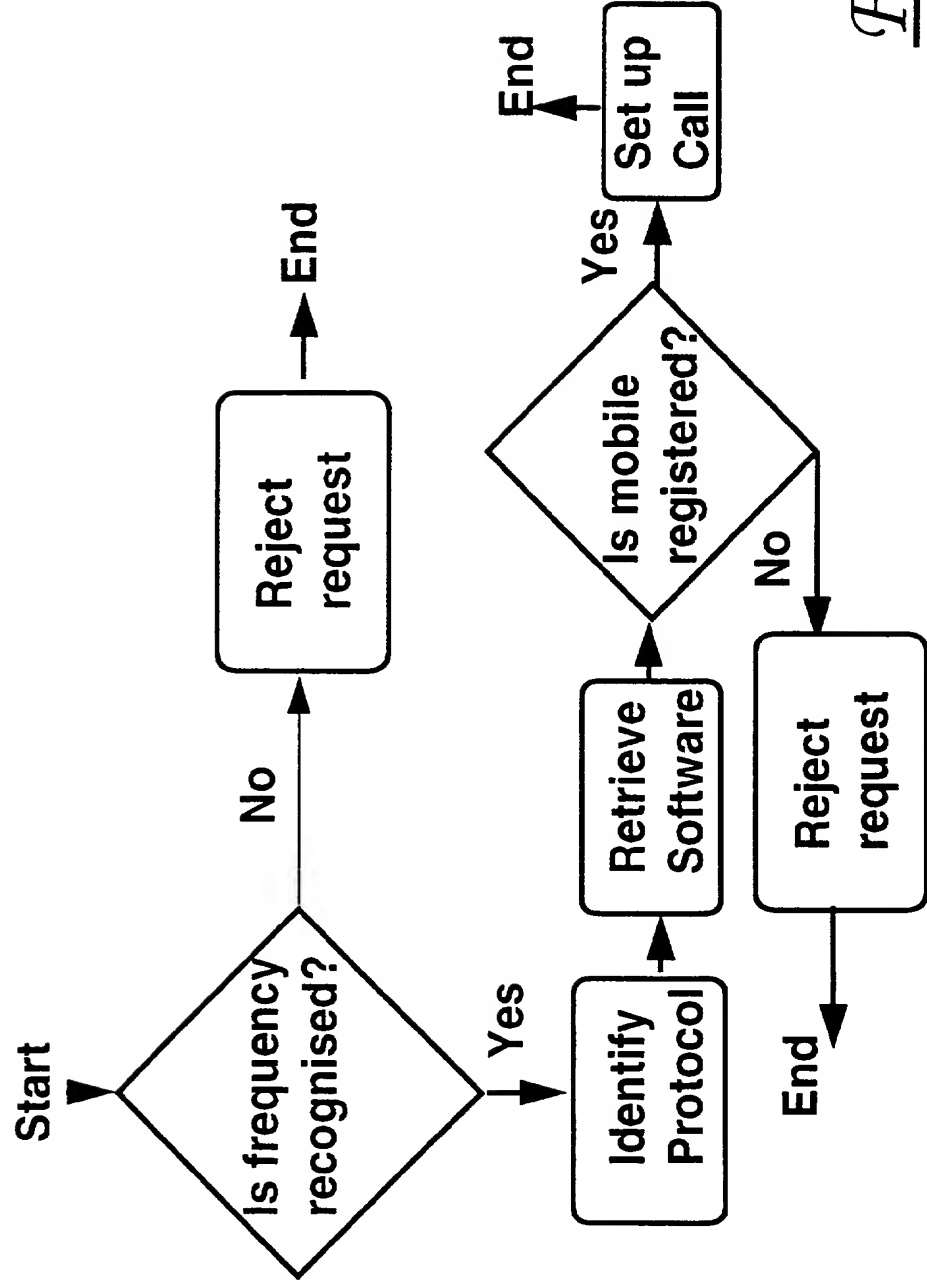 Start
Is frequency
recognised?
No
Reject
request
End
Yes
Identify
Protocol
Retrieve
Software
Is mobile
registered?
Yes
Set up
Call
End
No
Reject
request
End